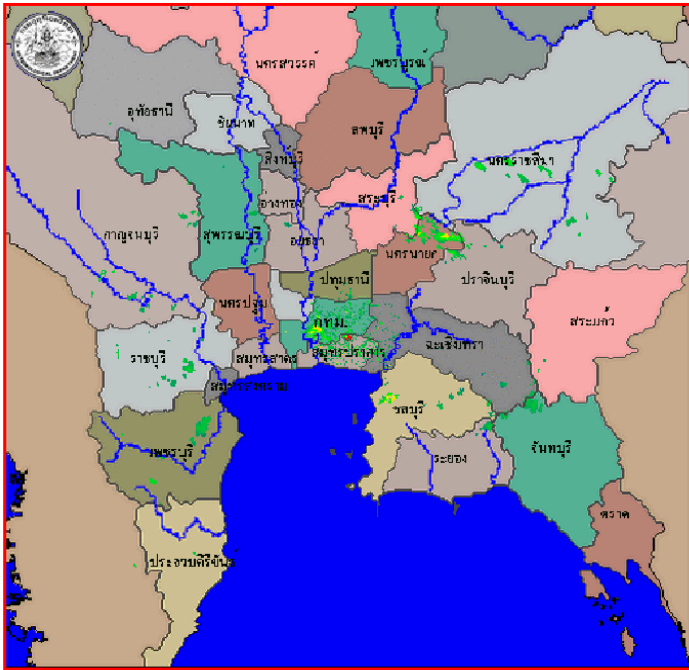 นครสวรรค์
เพชรบูรณ์
อุทัยธานี
ชัยนาท
ลพบุรี
สิงห์บุรี
นครราชสีมา
อ่างทอง
สระบุรี
กาญจนบุรี
สุพรรณบุรี
อยุธยา
นครนายก
ปราจีนบุรี
ปทุมธานี
นครปฐม
กทม.
สระแก้ว
ราชบุรี
สมุทรสาคร
สมุทรปราการ
ฉะเชิงเทรา
สมุทรสงคราม
ชลบุรี
เพชรบุรี
ระยอง
จันทบุรี
ตราด
ประจวบคีรีขันธ์